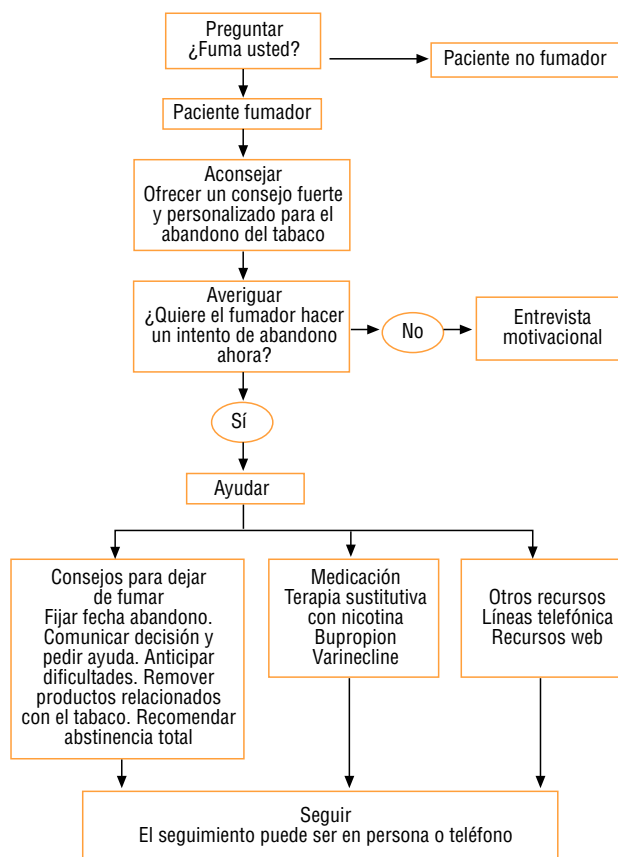 Preguntar
¿Fuma usted?
Paciente no fumador
Paciente fumador
Aconsejar
Ofrecer un consejo fuerte
y personalizado para el
abandono del tabaco
Averiguar
¿Quiere el fumador hacer
un intento de abandono
ahora?
No
Entrevista
motivacional
Sí
Ayudar
Consejos para dejar
de fumar
Fijar fecha abandono.
Comunicar decisión y
pedir ayuda. Anticipar
dificultades. Remover
productos relacionados
con el tabaco. Recomendar
abstinencia total
Medicación
Terapia sustitutiva
con nicotina
Bupropion
Varinecline
Otros recursos
Líneas telefónica
Recursos web
Seguir
El seguimiento puede ser en persona o teléfono